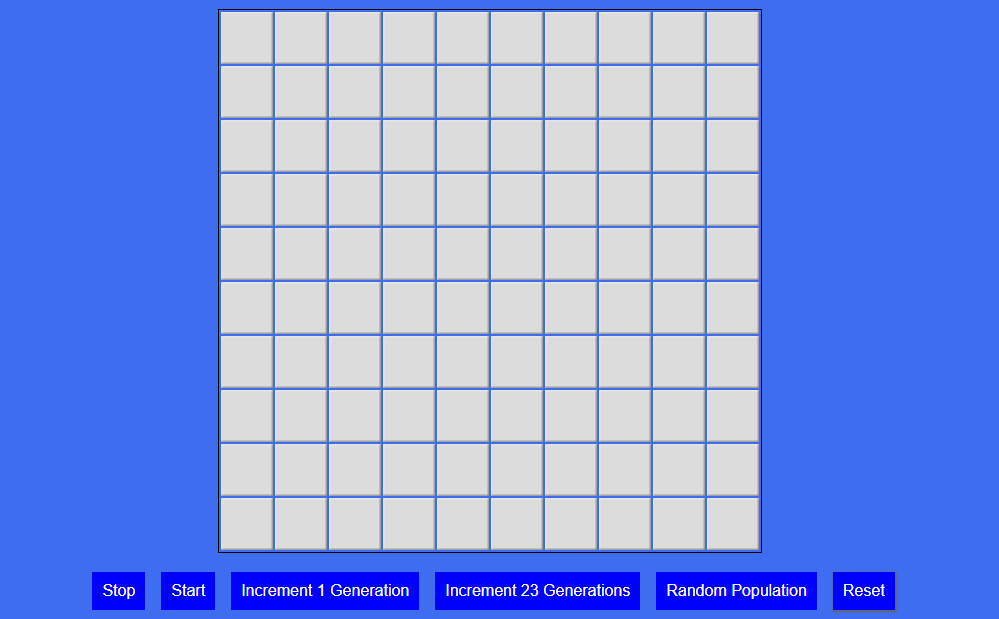 Stop
Start
Increment 1 Generation
Increment 23 Generations
Random Population
Reset